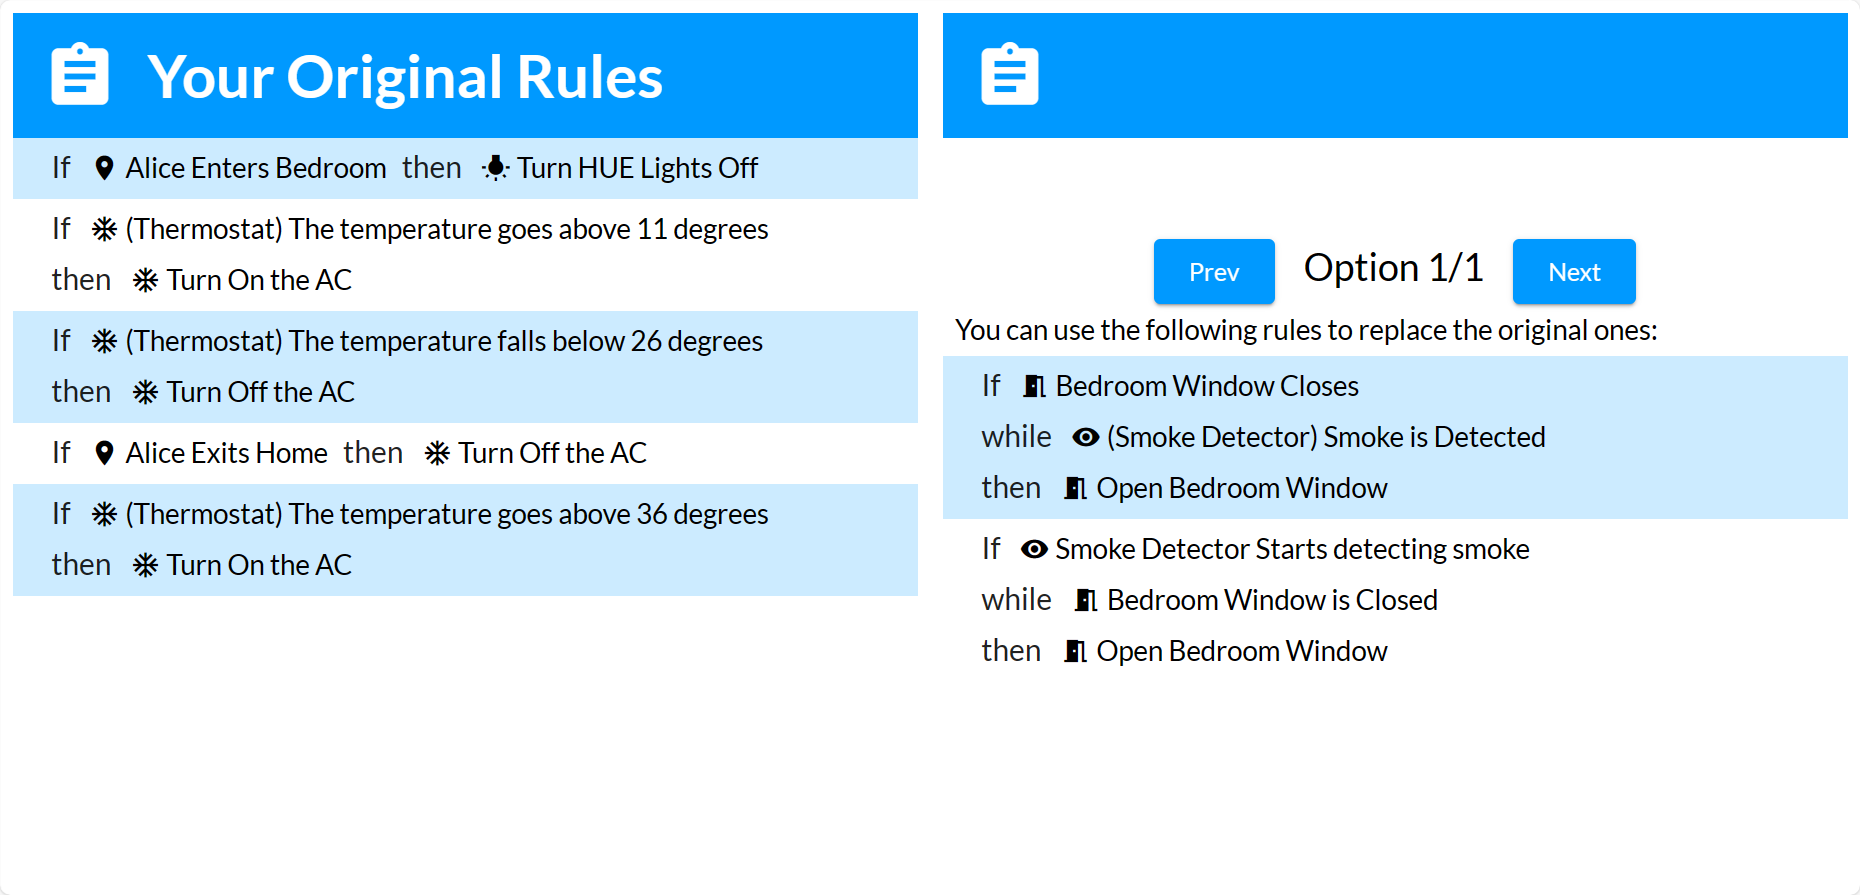 Your Original Rules
If Alice Enters Bedroom then Turn HUE Lights Off
If (Thermostat) The temperature goes above 11 degrees
then Turn On the AC
If (Thermostat) The temperature falls below 26 degrees
then Turn Off the AC
If Alice Exits Home then Turn Off the AC
If (Thermostat) The temperature goes above 36 degrees
then Turn On the AC
Prev Option 1/1 Next
You can use the following rules to replace the original ones:
If Bedroom Window Closes
while (Smoke Detector) Smoke is Detected
then Open Bedroom Window
If Smoke Detector Starts detecting smoke
while Bedroom Window is Closed
then Open Bedroom Window